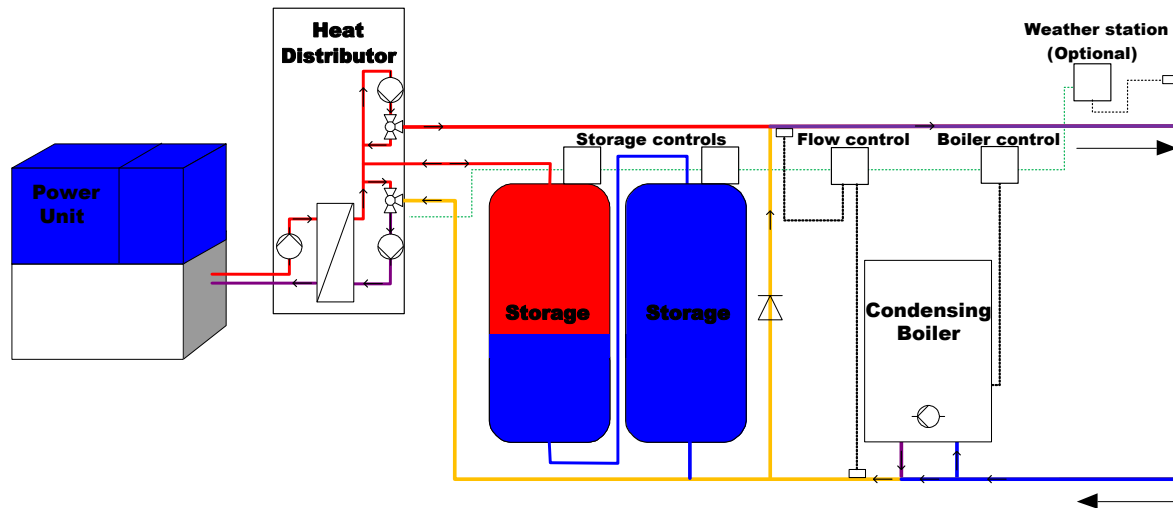 Heat
Distributor
Weather station
(Optional)
Storage controls
Flow control
Boiler control
Power
Unit
Storage
Storage
Condensing
Boiler